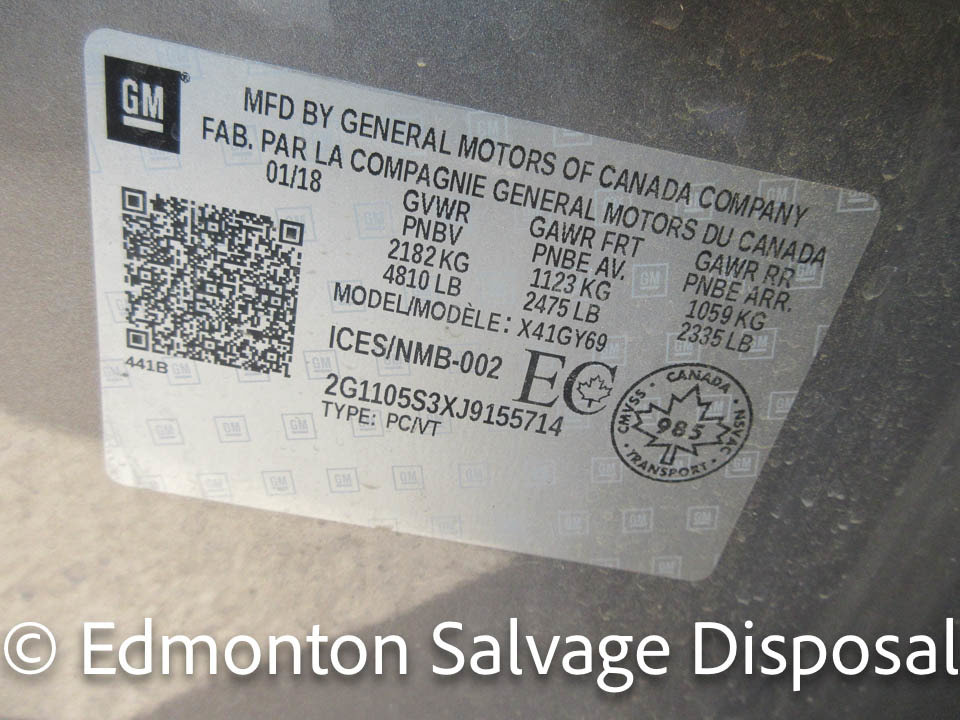 GM®
MFD BY GENERAL MOTORS OF CANADA COMPANY
FAB. PAR LA COMPAGNIE GENERAL MOTORS DU CANADA
01/18
GVWR
PNBV
2182 KG
4810 LB
GAWR FRT
PNBE AV.
1123 KG
2475 LB
GAWR RR
PNBE ARR.
1059 KG
2335 LB
MODEL/MODÈLE: X41GY69
ICES/NMB-002
EC
2G1105S3XJ9155714
TYPE: PC/VT
441B
CANADA
CMVSS
985
NSVAC
TRANSPORT
© Edmonton Salvage Disposal